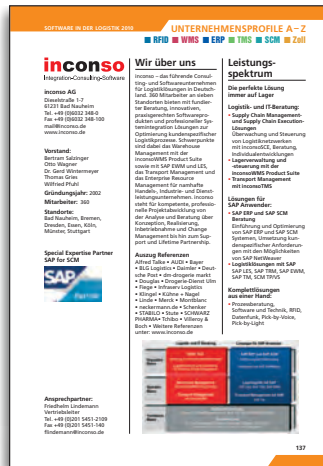 SOFTWARE IN DER LOGISTIK 2010
UNTERNEHMENSPROFILE A–Z
RFID WMS ERP TMS SCM Zoll
inconso
Integration-Consulting-Software
inconso AG
Dieselstraße 1-7
61231 Bad Nauheim
Tel. +49 (0)6032 348-0
Fax +49 (0)6032 348-100
mail@inconso.de
www.inconso.de
Vorstand:
Bertram Salzinger
Otto Wagner
Dr. Gerd Wintermeyer
Thomas Gries
Wilfried Pfuhl
Gründungsjahr: 2002
Mitarbeiter: 360
Standorte:
Bad Nauheim, Bremen,
Dresden, Essen, Köln,
Münster, Stuttgart
Special Expertise Partner
SAP for SCM
SAP
Ansprechpartner:
Friedhelm Lindemann
Vertriebsleiter
Tel. +49 (0)201 5451-2109
Fax +49 (0)201 5451-140
flindemann@inconso.de
Wir über uns
inconso – das führende Consul-
ting- und Softwareunternehmen
für Logistiklösungen in Deutsch-
land. 360 Mitarbeiter an sieben
Standorten bieten mit fundier-
ter Beratung, innovativen,
praxisgerechten Softwarepro-
dukten und professioneller Sys-
temintegration Lösungen zur
Optimierung kundenspezifischer
Logistikprozesse. Schwerpunkte
sind dabei das Warehouse
Management mit der
inconsoWMS Product Suite
sowie mit SAP EWM und LES,
das Transport Management und
das Enterprise Resource
Management für namhafte
Handels-, Industrie- und Dienst-
leistungsunternehmen. inconso
steht für kompetente, professio-
nelle Projektabwicklung von
der Analyse und Beratung über
Konzeption, Realisierung,
Inbetriebnahme und Change
Management bis hin zum Sup-
port und Lifetime Partnership.
Auszug Referenzen
Alfred Talke • AUDI • Bayer
• BLG Logistics • Daimler • Deut-
sche Post • dm-drogerie markt
• Douglas • Drogerie-Dienst Ulm
• Fiege • Infraserv Logistics
• Klingel • Kühne + Nagel
• Linde • Merck • Montblanc
• neckermann.de • Schenker
• STABILO • Stute • SCHWARZ
PHARMA• Tchibo • Villeroy &
Boch • Weitere Referenzen
unter: www.inconso.de
Leistungs-
spektrum
Die perfekte Lösung
immer auf Lager
Logistik- und IT-Beratung:
• Supply Chain Management-
und Supply Chain Execution-
Lösungen
Überwachung und Steuerung
von Logistiknetzwerken
mit inconsoSCE, Beratung,
Individualentwicklungen
• Lagerverwaltung und
-steuerung mit der
inconsoWMS Product Suite
• Transport Management
mit inconsoTMS
Lösungen für
SAP Anwender:
• SAP ERP und SAP SCM
Beratung
Einführung und Optimierung
von SAP ERP und SAP SCM
Systemen, Umsetzung kun-
denspezifischer Anforderun-
gen mit den Möglichkeiten
von SAP NetWeaver
• Logistiklösungen mit SAP
SAP LES, SAP TRM, SAP EWM,
SAP TM, SCM TP/VS
Komplettlösungen
aus einer Hand:
• Prozessberatung,
Software und Technik, RFID,
Datenfunk, Pick-by-Voice,
Pick-by-Light
137